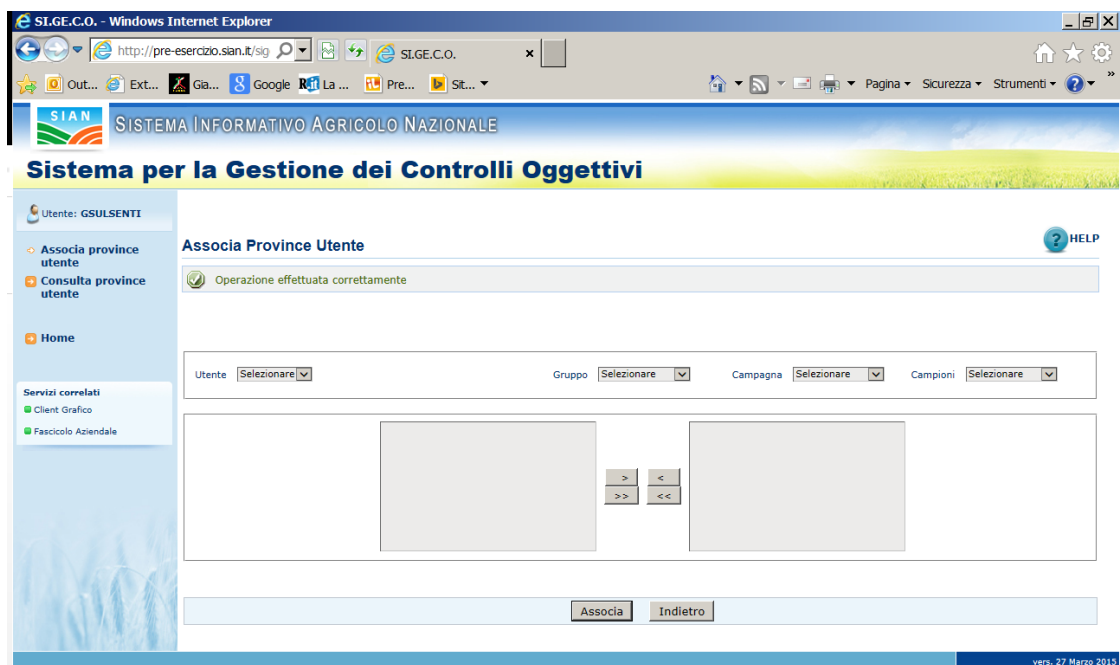 SI.GE.C.O. - Windows Internet Explorer
http://pre-esercizio.sian.it/sig
SI.GE.C.O.
Out... Ext... Gia... Google La ... Pre... Sit... Pagina Sicurezza Strumenti
SIAN SISTEMA INFORMATIVO AGRICOLO NAZIONALE
Sistema per la Gestione dei Controlli Oggettivi
Utente: GSULSENTI
Associa province utente
Consulta province utente
Home
Servizi correlati
Client Grafico
Fascicolo Aziendale
Associa Province Utente
HELP
Operazione effettuata correttamente
Utente Selezionare Gruppo Selezionare Campagna Selezionare Campioni Selezionare
> <
>> <<
Associa Indietro
vers. 27 Marzo 2015